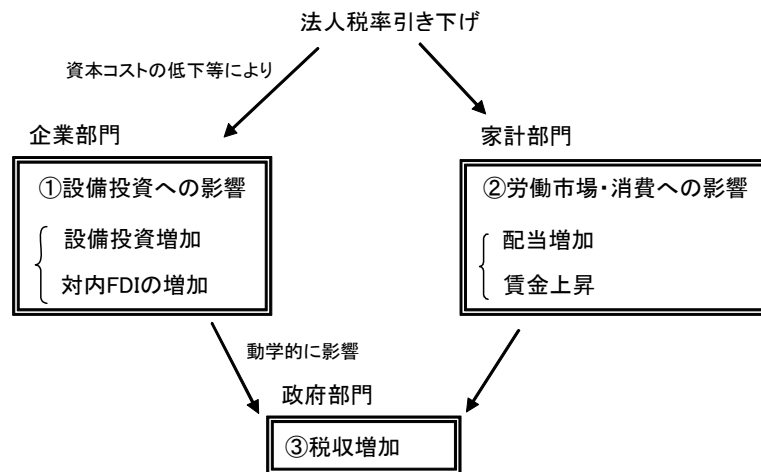 法人税率引き下げ
資本コストの低下等により
企業部門
家計部門
①設備投資への影響
設備投資増加
対内FDIの増加
②労働市場・消費への影響
配当増加
賃金上昇
動学的に影響
政府部門
③税収増加